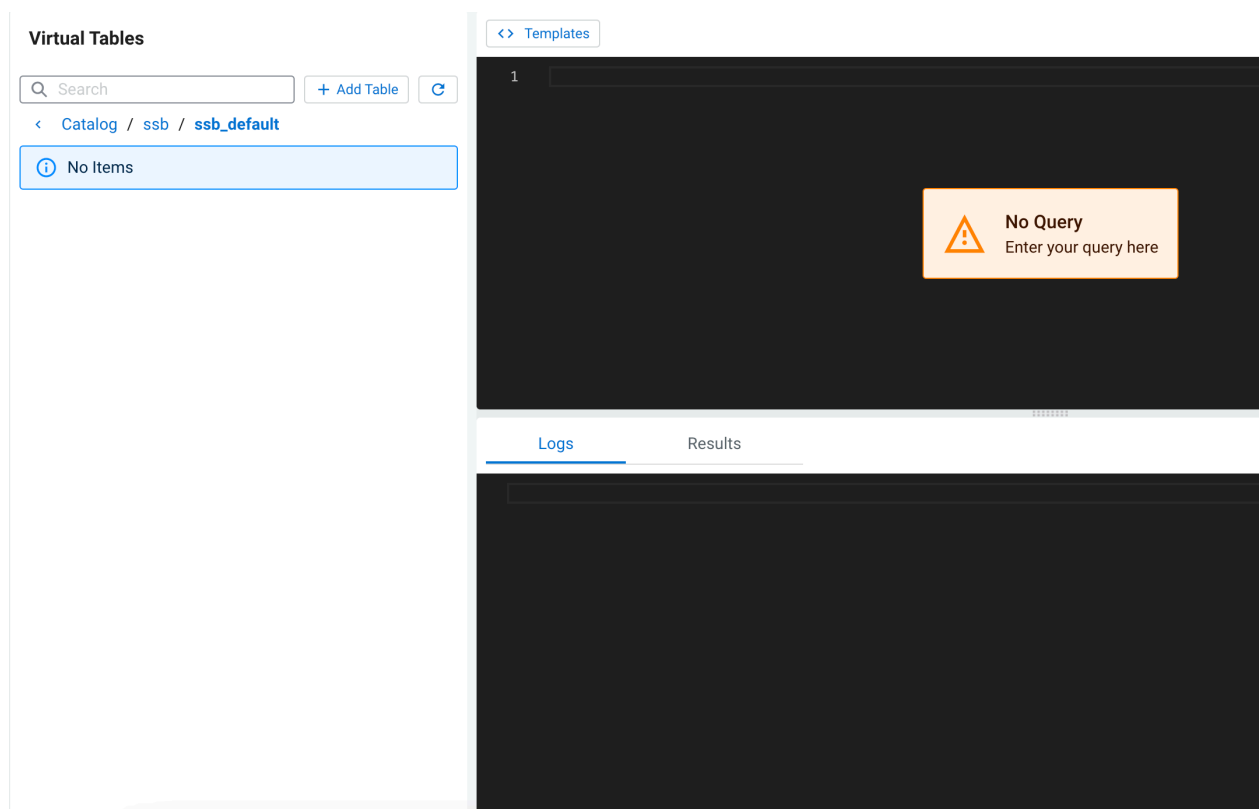 Virtual Tables
Search
+ Add Table
< Catalog / ssb / ssb_default
No Items
<> Templates
1
No Query
Enter your query here
Logs
Results